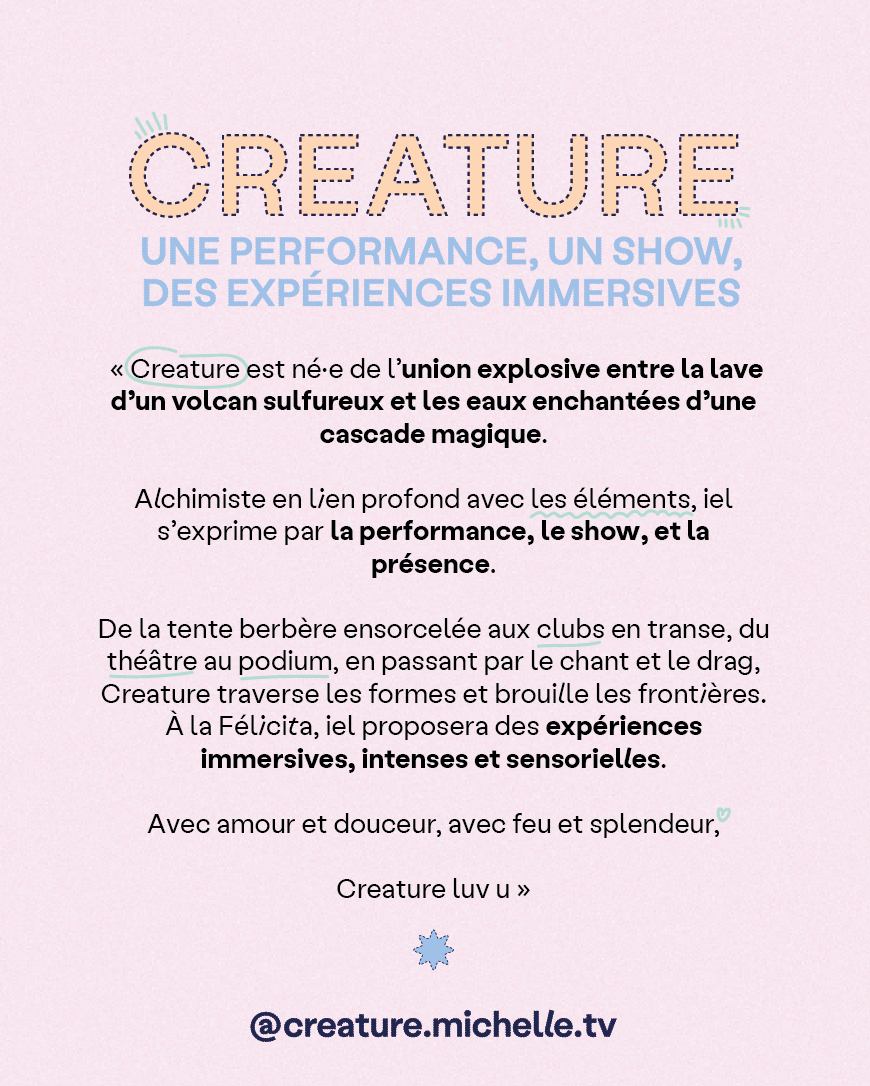 CREATURE
UNE PERFORMANCE, UN SHOW,
DES EXPÉRIENCES IMMERSIVES
« Creature est né·e de l’union explosive entre la lave
d’un volcan sulfureux et les eaux enchantées d’une
cascade magique.
Alchimiste en lien profond avec les éléments, iel
s’exprime par la performance, le show, et la
présence.
De la tente berbère ensorcelée aux clubs en transe, du
théâtre au podium, en passant par le chant et le drag,
Creature traverse les formes et brouille les frontières.
À la Félicita, iel proposera des expériences
immersives, intenses et sensorielles.
Avec amour et douceur, avec feu et splendeur,
Creature luv u »
@creature.michelle.tv